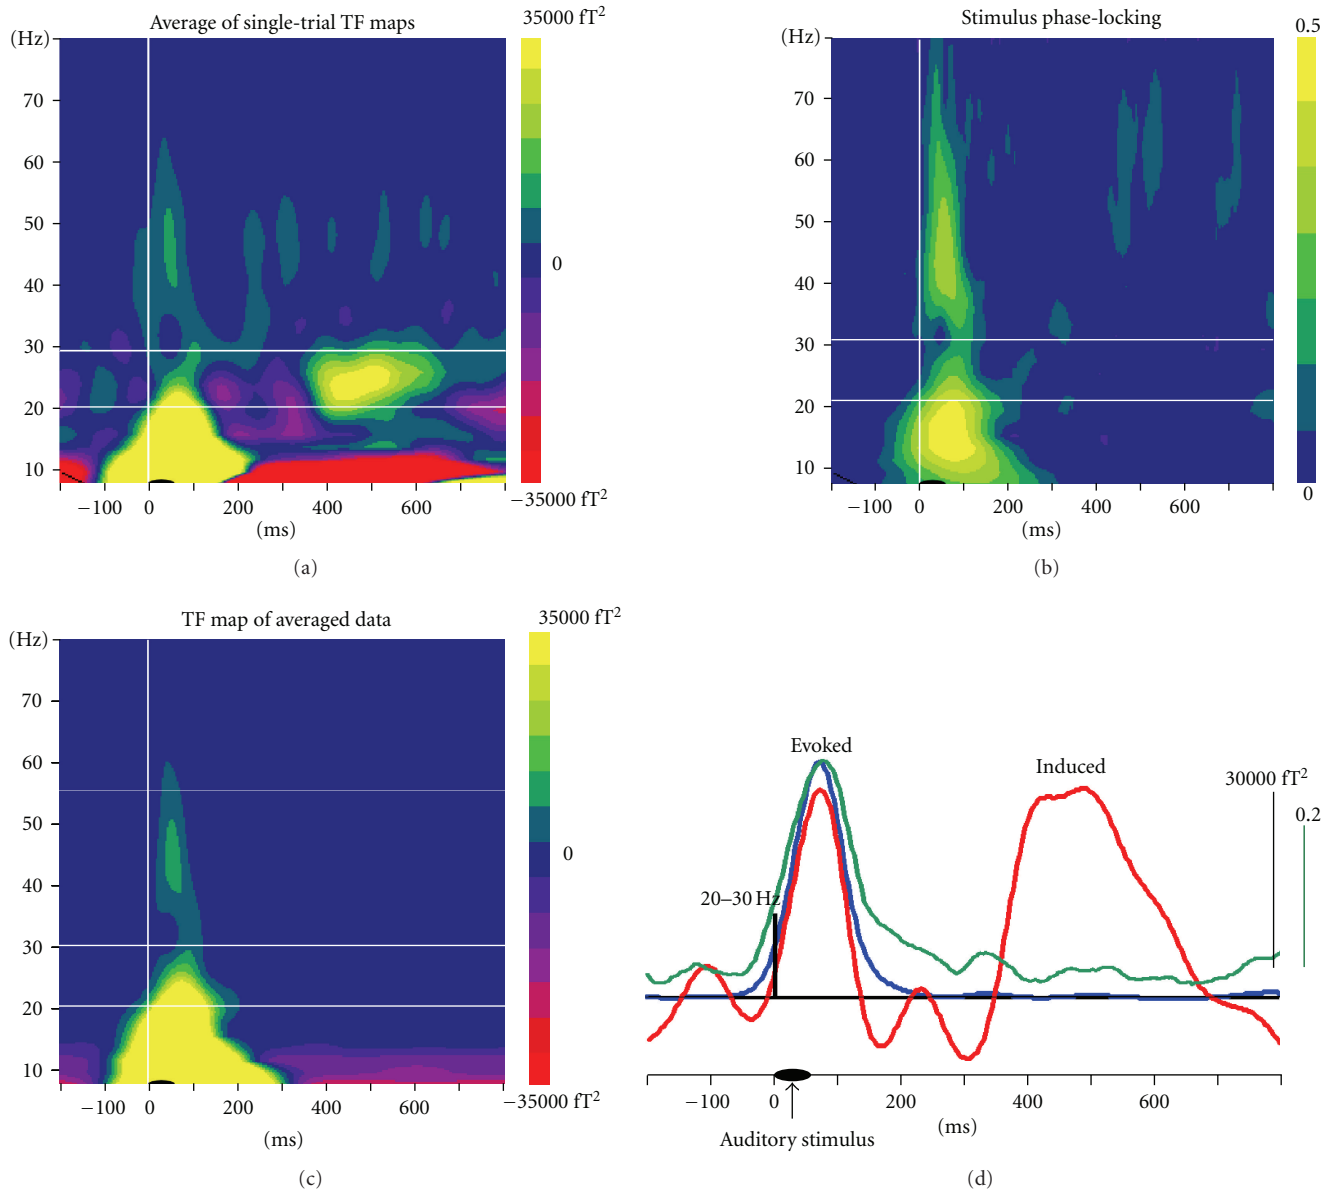 Average of single-trial TF maps
35000 fT²
(Hz)
70
60
50
40
30
20
10
0
−35000 fT²
−100 0 200 400 600
(ms)
(a)
Stimulus phase-locking
0.5
(Hz)
70
60
50
40
30
20
10
0
−100 0 200 400 600
(ms)
(b)
TF map of averaged data
35000 fT²
(Hz)
70
60
50
40
30
20
10
0
−35000 fT²
−100 0 200 400 600
(ms)
(c)
Evoked
Induced
30000 fT²
0.2
20–30 Hz
−100 0 200 400 600
(ms)
Auditory stimulus
(d)